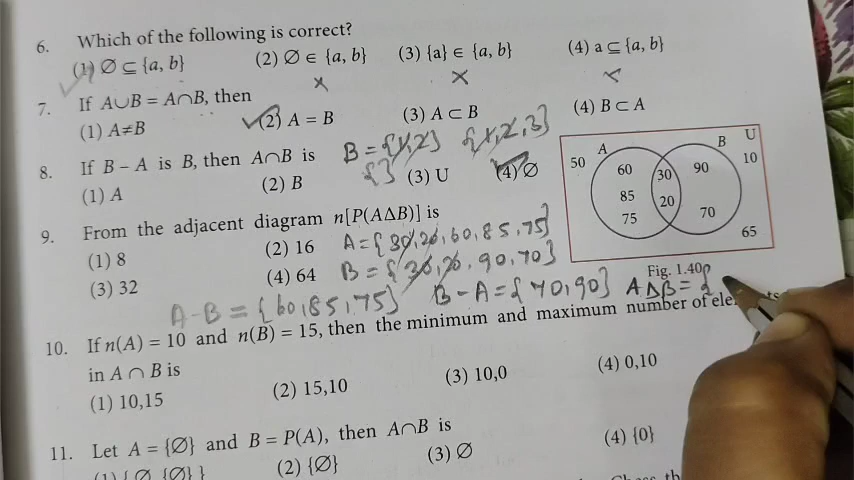 6. Which of the following is correct?
(1) ∅ ⊆ {a, b} (2) ∅ ∈ {a, b} (3) {a} ∈ {a, b} (4) a ⊆ {a, b}
7. If A∪B = A∩B, then
(1) A≠B (2) A = B (3) A ⊂ B (4) B ⊂ A
8. If B – A is B, then A∩B is B = {1,2} {1,2,3}
(1) A (2) B { } (3) U (4) ∅
A B U
50 60 30 90 10
85 20
75 70 65
Fig. 1.40
9. From the adjacent diagram n[P(AΔB)] is
(1) 8 (2) 16 A = {30,20,60,85,75}
(3) 32 (4) 64 B = {30,20,90,70}
A-B = {60,85,75} B-A = {70,90} AΔB = {
10. If n(A) = 10 and n(B) = 15, then the minimum and maximum number of
in A ∩ B is
(1) 10,15 (2) 15,10 (3) 10,0 (4) 0,10
11. Let A = {∅} and B = P(A), then A∩B is
(1) { ∅, {∅} } (2) {∅} (3) ∅ (4) {0}